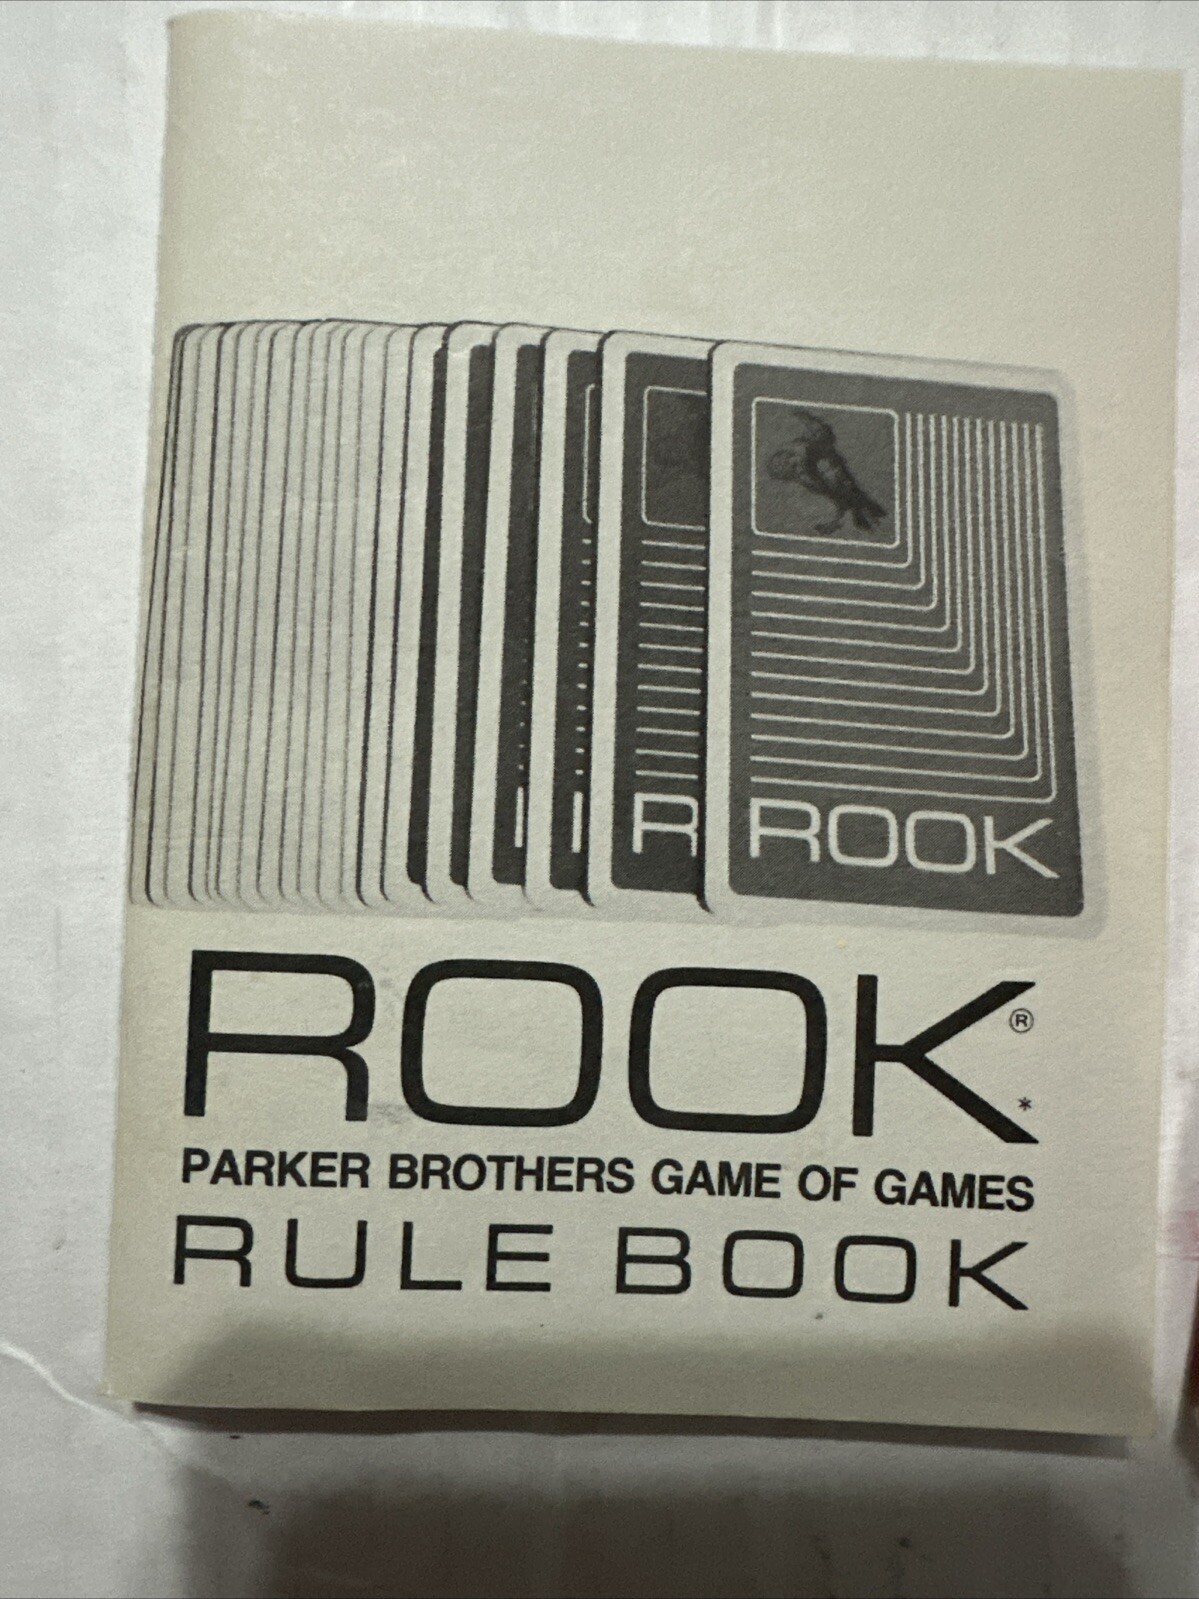 R ROOK
ROOK®
*
PARKER BROTHERS GAME OF GAMES
RULE BOOK